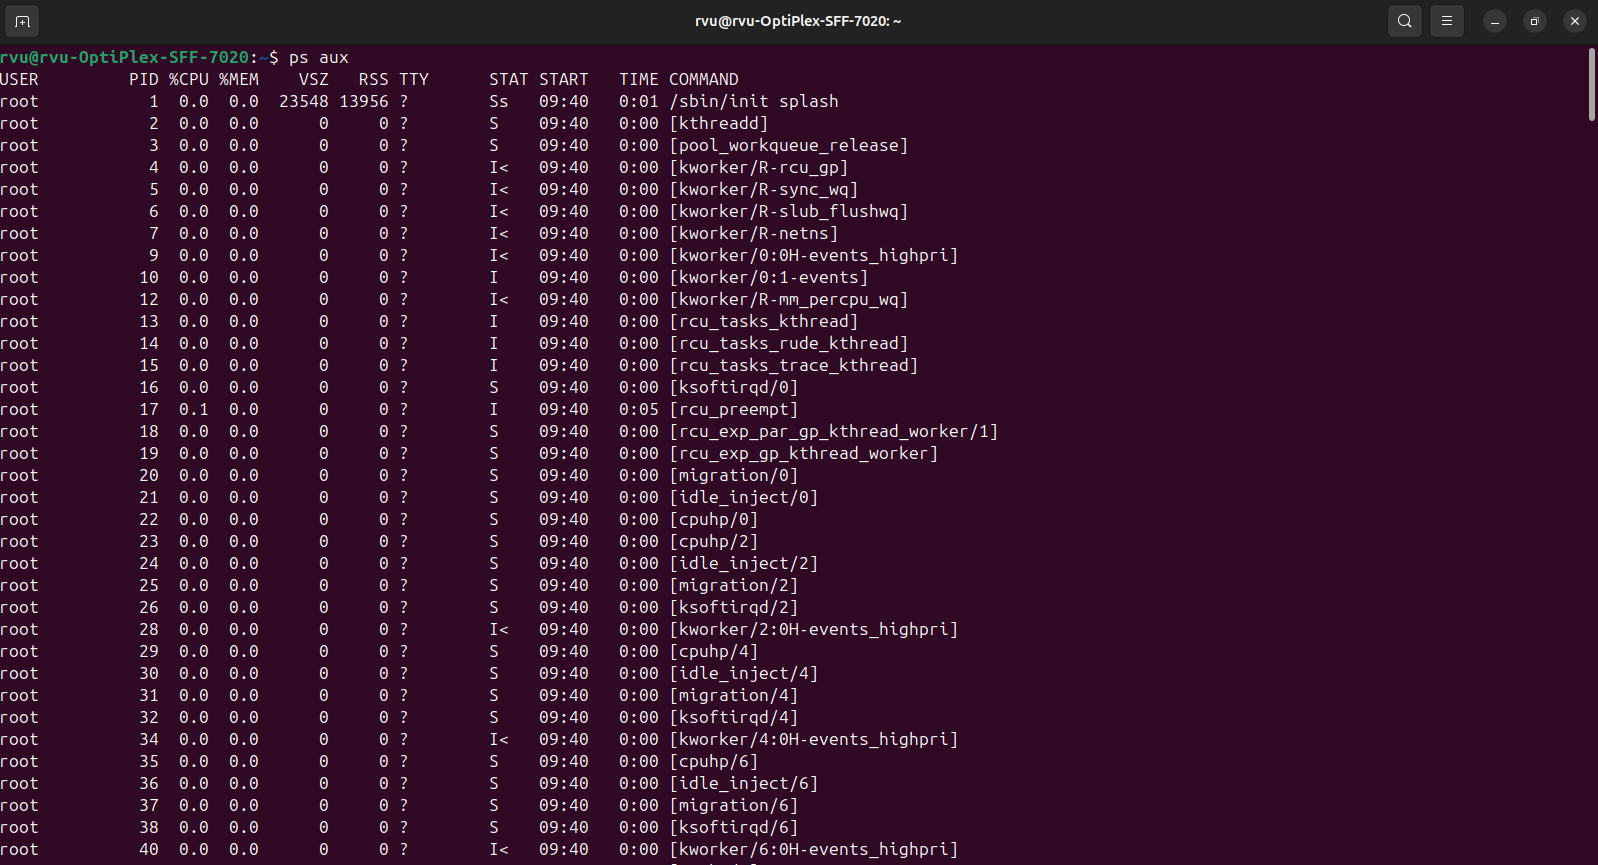 rvu@rvu-OptiPlex-SFF-7020: ~
rvu@rvu-OptiPlex-SFF-7020:~$ ps aux
USER         PID %CPU %MEM    VSZ   RSS TTY      STAT START   TIME COMMAND
root           1  0.0  0.0  23548 13956 ?        Ss   09:40   0:01 /sbin/init splash
root           2  0.0  0.0      0     0 ?        S    09:40   0:00 [kthreadd]
root           3  0.0  0.0      0     0 ?        S    09:40   0:00 [pool_workqueue_release]
root           4  0.0  0.0      0     0 ?        I<   09:40   0:00 [kworker/R-rcu_gp]
root           5  0.0  0.0      0     0 ?        I<   09:40   0:00 [kworker/R-sync_wq]
root           6  0.0  0.0      0     0 ?        I<   09:40   0:00 [kworker/R-slub_flushwq]
root           7  0.0  0.0      0     0 ?        I<   09:40   0:00 [kworker/R-netns]
root           9  0.0  0.0      0     0 ?        I<   09:40   0:00 [kworker/0:0H-events_highpri]
root          10  0.0  0.0      0     0 ?        I    09:40   0:00 [kworker/0:1-events]
root          12  0.0  0.0      0     0 ?        I<   09:40   0:00 [kworker/R-mm_percpu_wq]
root          13  0.0  0.0      0     0 ?        I    09:40   0:00 [rcu_tasks_kthread]
root          14  0.0  0.0      0     0 ?        I    09:40   0:00 [rcu_tasks_rude_kthread]
root          15  0.0  0.0      0     0 ?        I    09:40   0:00 [rcu_tasks_trace_kthread]
root          16  0.0  0.0      0     0 ?        S    09:40   0:00 [ksoftirqd/0]
root          17  0.1  0.0      0     0 ?        I    09:40   0:05 [rcu_preempt]
root          18  0.0  0.0      0     0 ?        S    09:40   0:00 [rcu_exp_par_gp_kthread_worker/1]
root          19  0.0  0.0      0     0 ?        S    09:40   0:00 [rcu_exp_gp_kthread_worker]
root          20  0.0  0.0      0     0 ?        S    09:40   0:00 [migration/0]
root          21  0.0  0.0      0     0 ?        S    09:40   0:00 [idle_inject/0]
root          22  0.0  0.0      0     0 ?        S    09:40   0:00 [cpuhp/0]
root          23  0.0  0.0      0     0 ?        S    09:40   0:00 [cpuhp/2]
root          24  0.0  0.0      0     0 ?        S    09:40   0:00 [idle_inject/2]
root          25  0.0  0.0      0     0 ?        S    09:40   0:00 [migration/2]
root          26  0.0  0.0      0     0 ?        S    09:40   0:00 [ksoftirqd/2]
root          28  0.0  0.0      0     0 ?        I<   09:40   0:00 [kworker/2:0H-events_highpri]
root          29  0.0  0.0      0     0 ?        S    09:40   0:00 [cpuhp/4]
root          30  0.0  0.0      0     0 ?        S    09:40   0:00 [idle_inject/4]
root          31  0.0  0.0      0     0 ?        S    09:40   0:00 [migration/4]
root          32  0.0  0.0      0     0 ?        S    09:40   0:00 [ksoftirqd/4]
root          34  0.0  0.0      0     0 ?        I<   09:40   0:00 [kworker/4:0H-events_highpri]
root          35  0.0  0.0      0     0 ?        S    09:40   0:00 [cpuhp/6]
root          36  0.0  0.0      0     0 ?        S    09:40   0:00 [idle_inject/6]
root          37  0.0  0.0      0     0 ?        S    09:40   0:00 [migration/6]
root          38  0.0  0.0      0     0 ?        S    09:40   0:00 [ksoftirqd/6]
root          40  0.0  0.0      0     0 ?        I<   09:40   0:00 [kworker/6:0H-events_highpri]